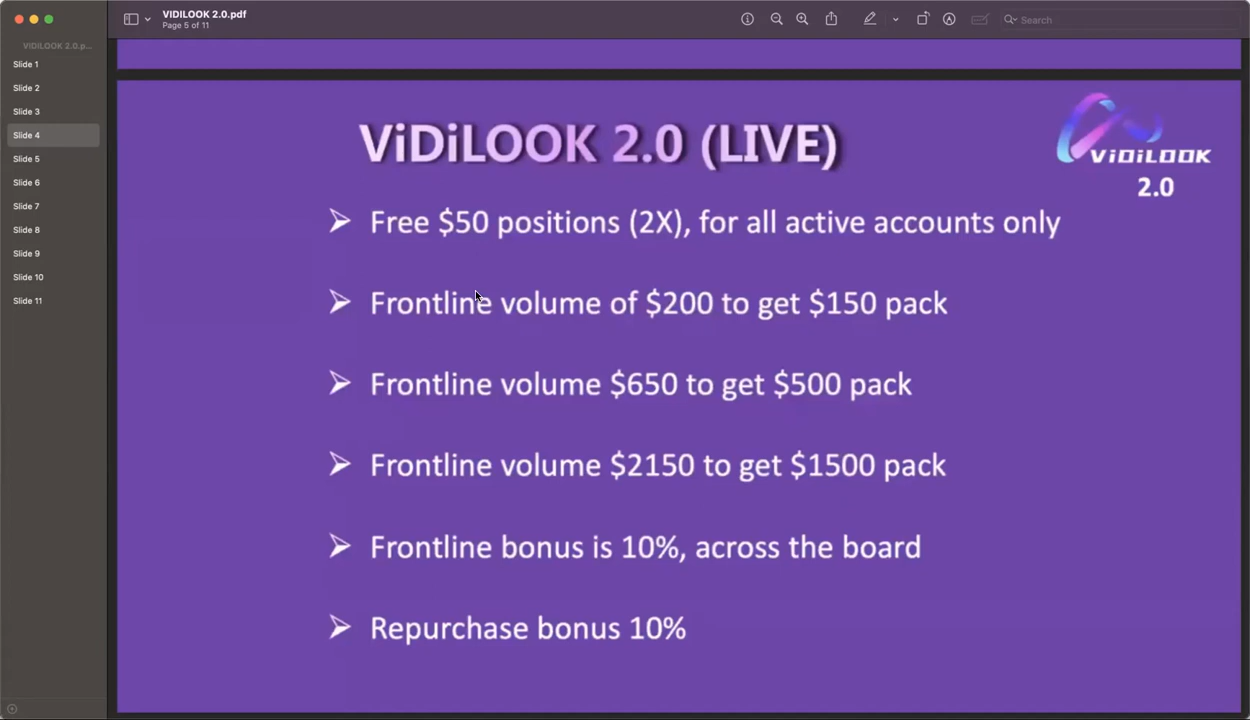 VIDILOOK 2.0.pdf
Page 5 of 11
Search
VIDILOOK 2.0.p...
Slide 1
Slide 2
Slide 3
Slide 4
Slide 5
Slide 6
Slide 7
Slide 8
Slide 9
Slide 10
Slide 11
ViDiLOOK 2.0 (LIVE)
ViDiLOOK
2.0
➢ Free $50 positions (2X), for all active accounts only
➢ Frontline volume of $200 to get $150 pack
➢ Frontline volume $650 to get $500 pack
➢ Frontline volume $2150 to get $1500 pack
➢ Frontline bonus is 10%, across the board
➢ Repurchase bonus 10%